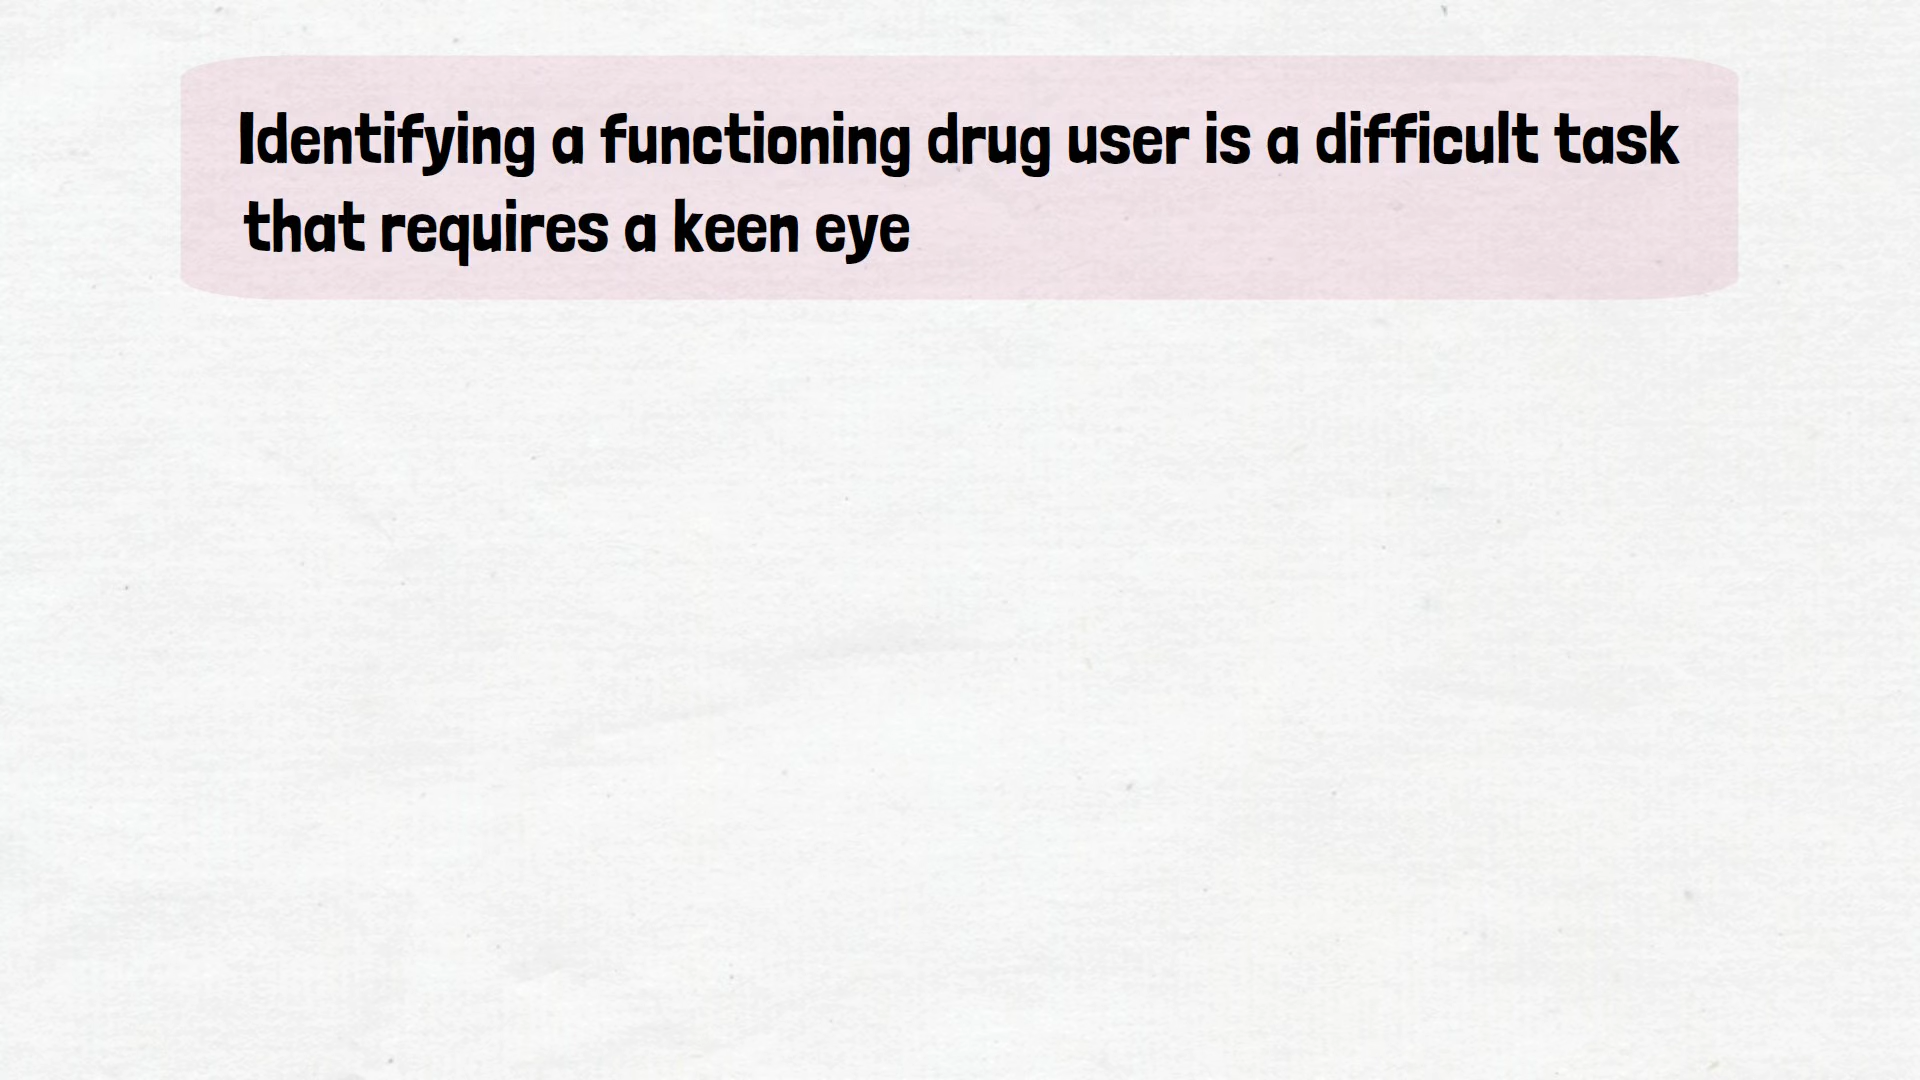 Identifying a functioning drug user is a difficult task
that requires a keen eye